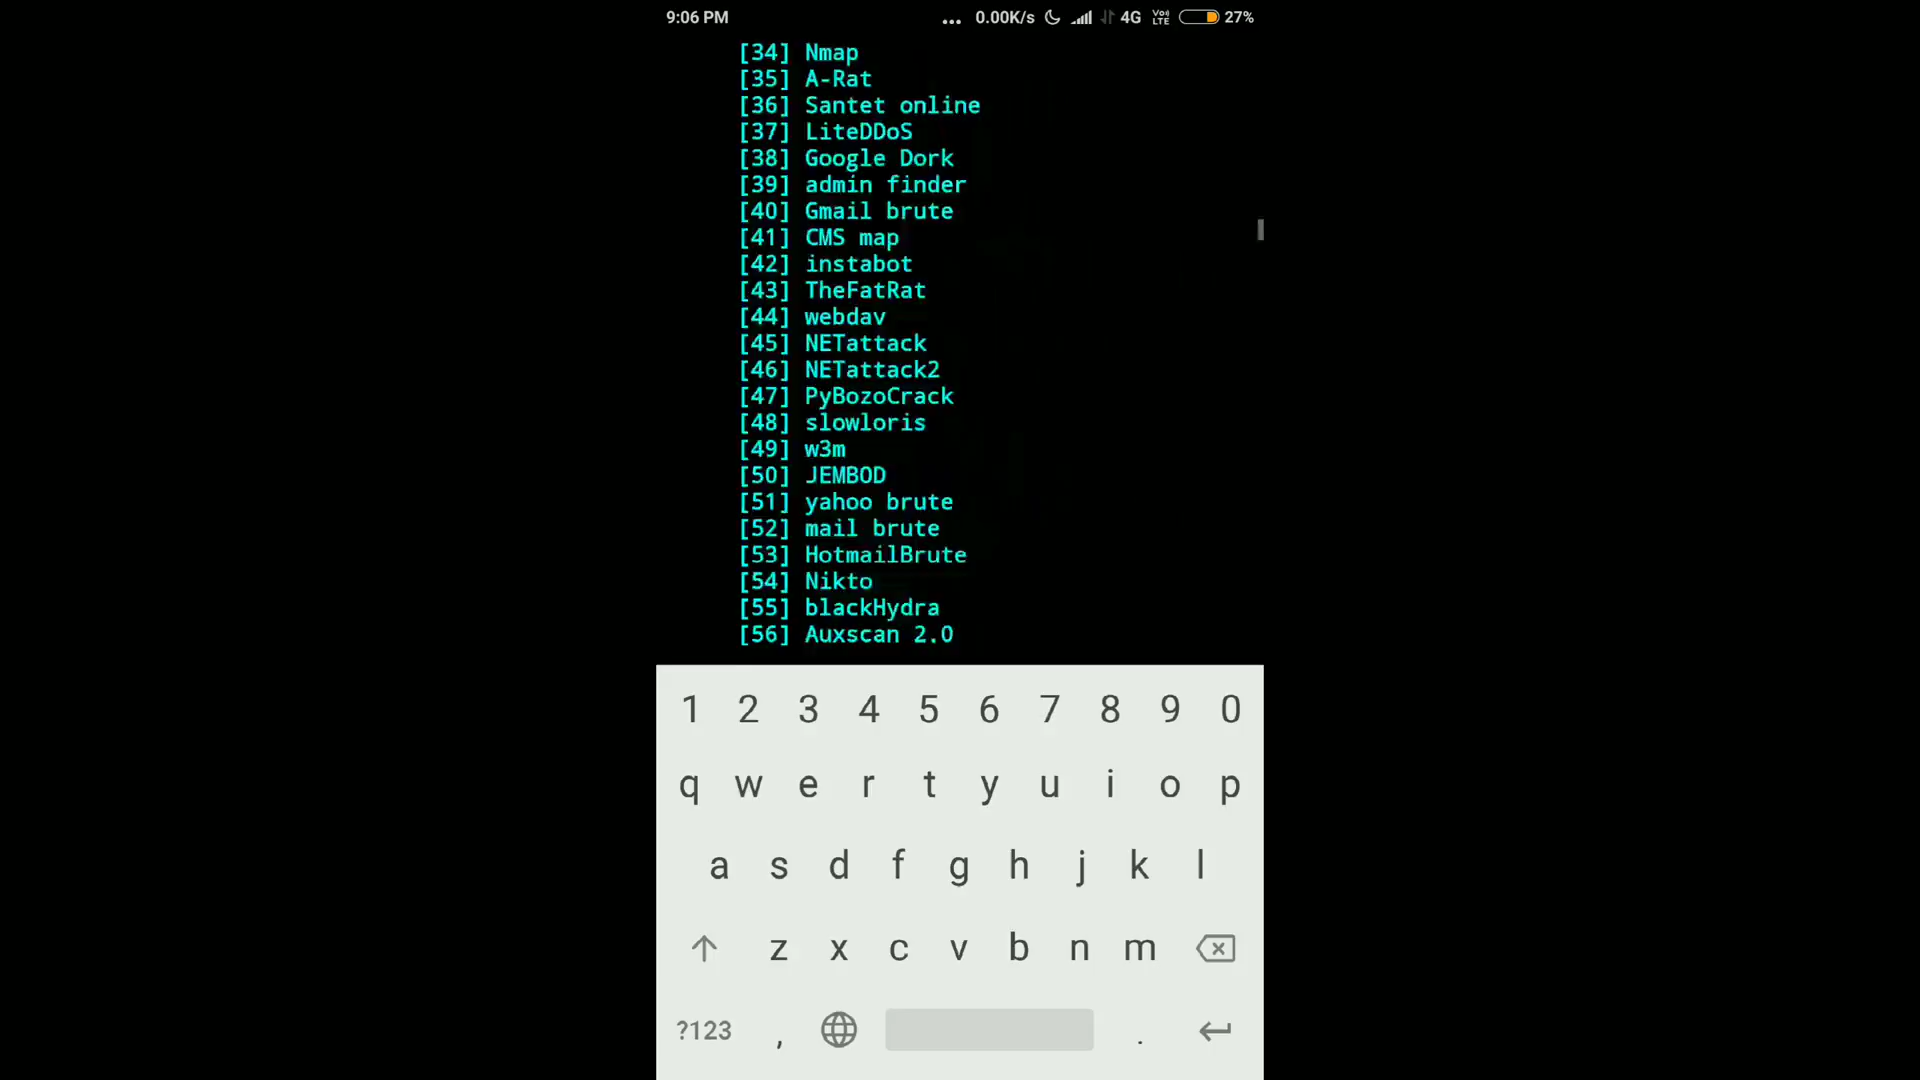 9:06 PM ... 0.00K/s 4G Vo) LTE 27%
[34] Nmap
[35] A-Rat
[36] Santet online
[37] LiteDDoS
[38] Google Dork
[39] admin finder
[40] Gmail brute
[41] CMS map
[42] instabot
[43] TheFatRat
[44] webdav
[45] NETattack
[46] NETattack2
[47] PyBozoCrack
[48] slowloris
[49] w3m
[50] JEMBOD
[51] yahoo brute
[52] mail brute
[53] HotmailBrute
[54] Nikto
[55] blackHydra
[56] Auxscan 2.0
1 2 3 4 5 6 7 8 9 0
q w e r t y u i o p
a s d f g h j k l
z x c v b n m
?123 , .